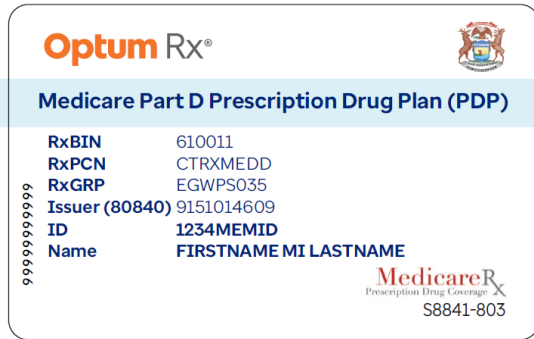 Optum Rx®
Medicare Part D Prescription Drug Plan (PDP)
RxBIN 610011
RxPCN CTRXMEDD
RxGRP EGWPS035
Issuer (80840) 9151014609
ID 1234MEMID
Name FIRSTNAME MI LASTNAME
99999999999
MedicareRx
Prescription Drug Coverage
S8841-803